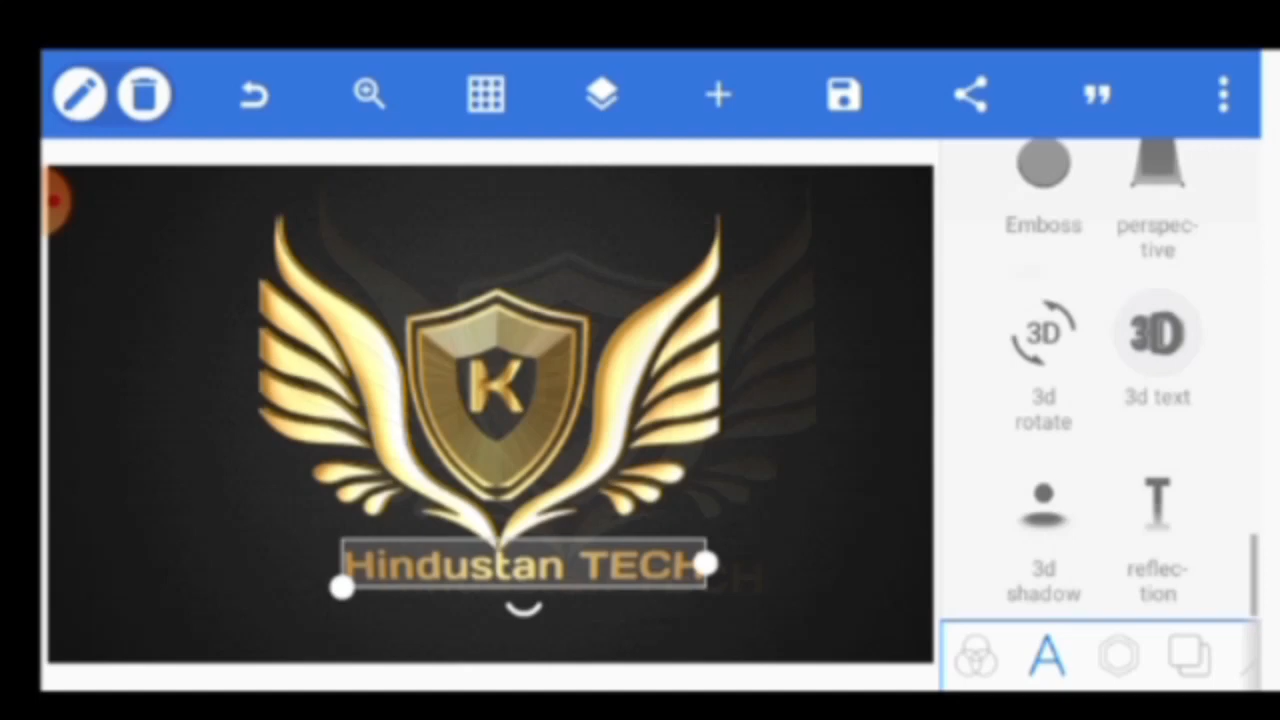 Emboss
perspec-
tive
K
3D
3D
3d
rotate
3d text
Hindustan TECH
3d
shadow
reflec-
tion